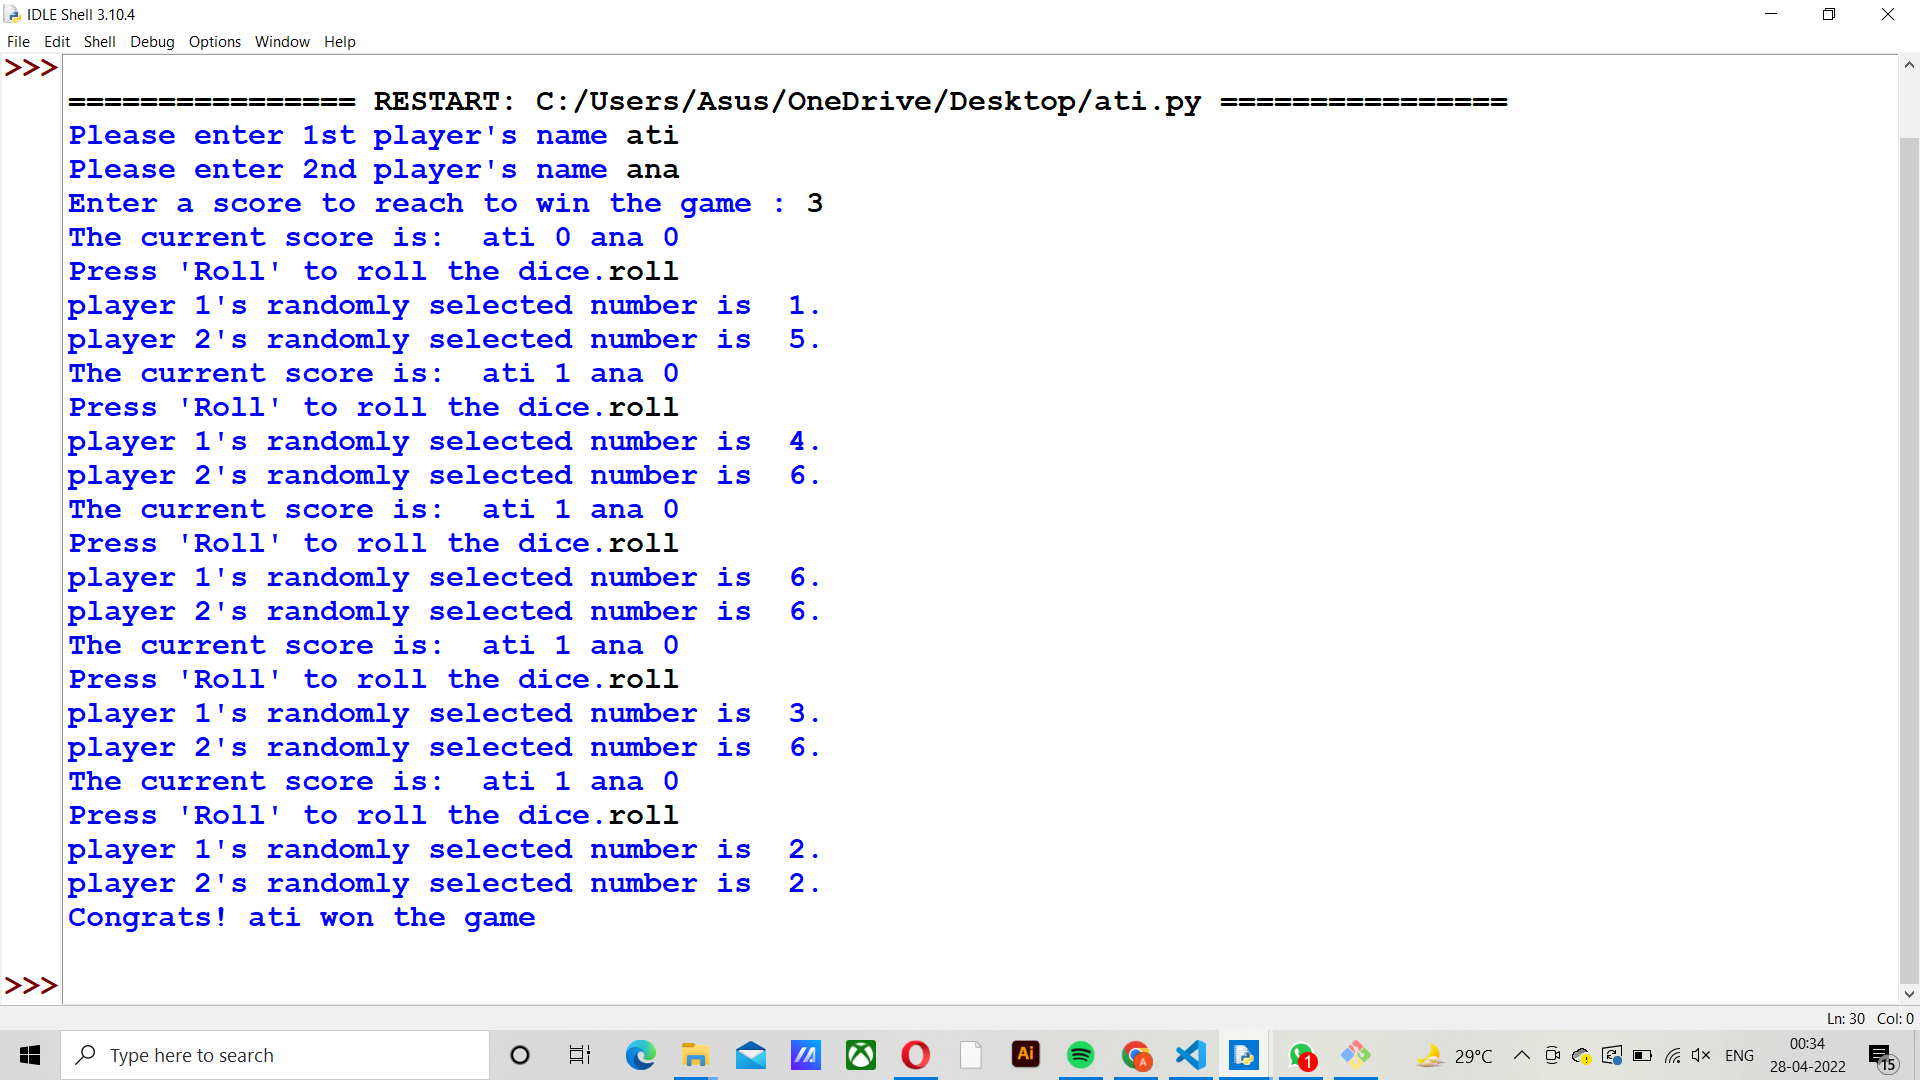 IDLE Shell 3.10.4
File Edit Shell Debug Options Window Help
>>>
================ RESTART: C:/Users/Asus/OneDrive/Desktop/ati.py ================
Please enter 1st player's name ati
Please enter 2nd player's name ana
Enter a score to reach to win the game : 3
The current score is:  ati 0 ana 0
Press 'Roll' to roll the dice.roll
player 1's randomly selected number is  1.
player 2's randomly selected number is  5.
The current score is:  ati 1 ana 0
Press 'Roll' to roll the dice.roll
player 1's randomly selected number is  4.
player 2's randomly selected number is  6.
The current score is:  ati 1 ana 0
Press 'Roll' to roll the dice.roll
player 1's randomly selected number is  6.
player 2's randomly selected number is  6.
The current score is:  ati 1 ana 0
Press 'Roll' to roll the dice.roll
player 1's randomly selected number is  3.
player 2's randomly selected number is  6.
The current score is:  ati 1 ana 0
Press 'Roll' to roll the dice.roll
player 1's randomly selected number is  2.
player 2's randomly selected number is  2.
Congrats! ati won the game
>>>
Ln: 30 Col: 0
Type here to search
Ai
A
1
29°C
ENG
00:34
28-04-2022
15